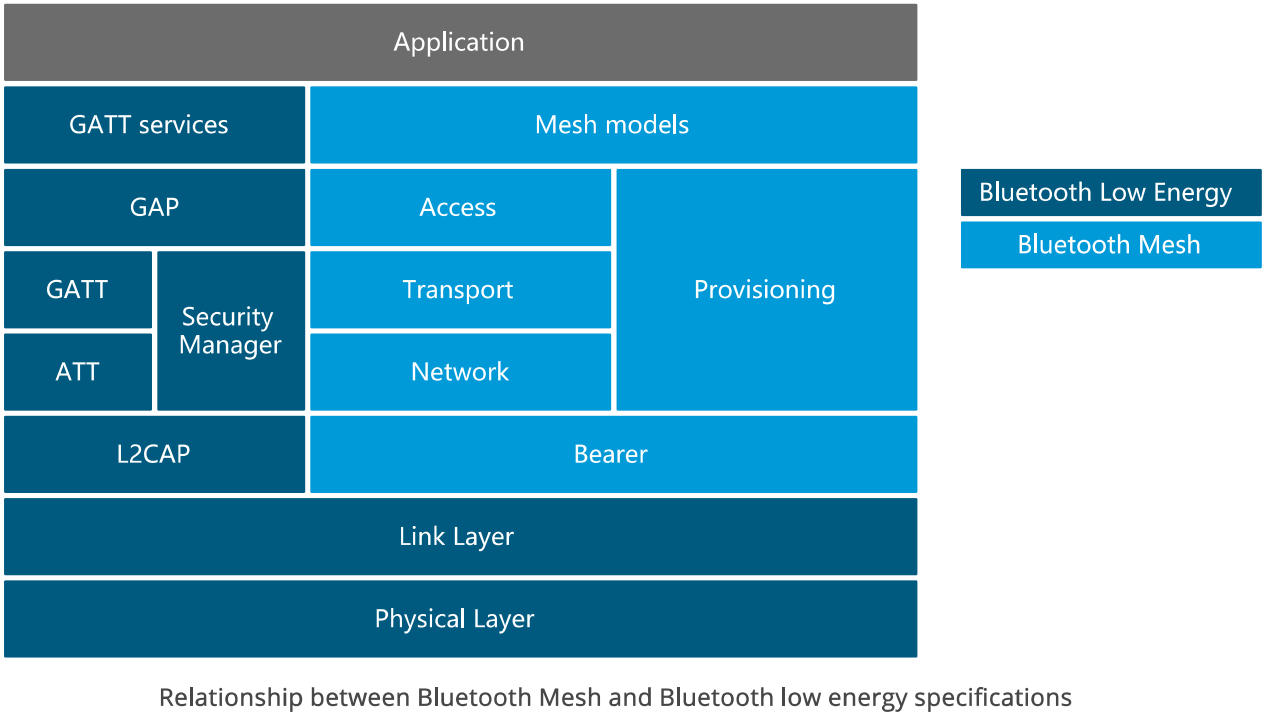 Application
GATT services
Mesh models
GAP
Access
Bluetooth Low Energy
Bluetooth Mesh
GATT
Security
Manager
Transport
Provisioning
ATT
Network
L2CAP
Bearer
Link Layer
Physical Layer
Relationship between Bluetooth Mesh and Bluetooth low energy specifications